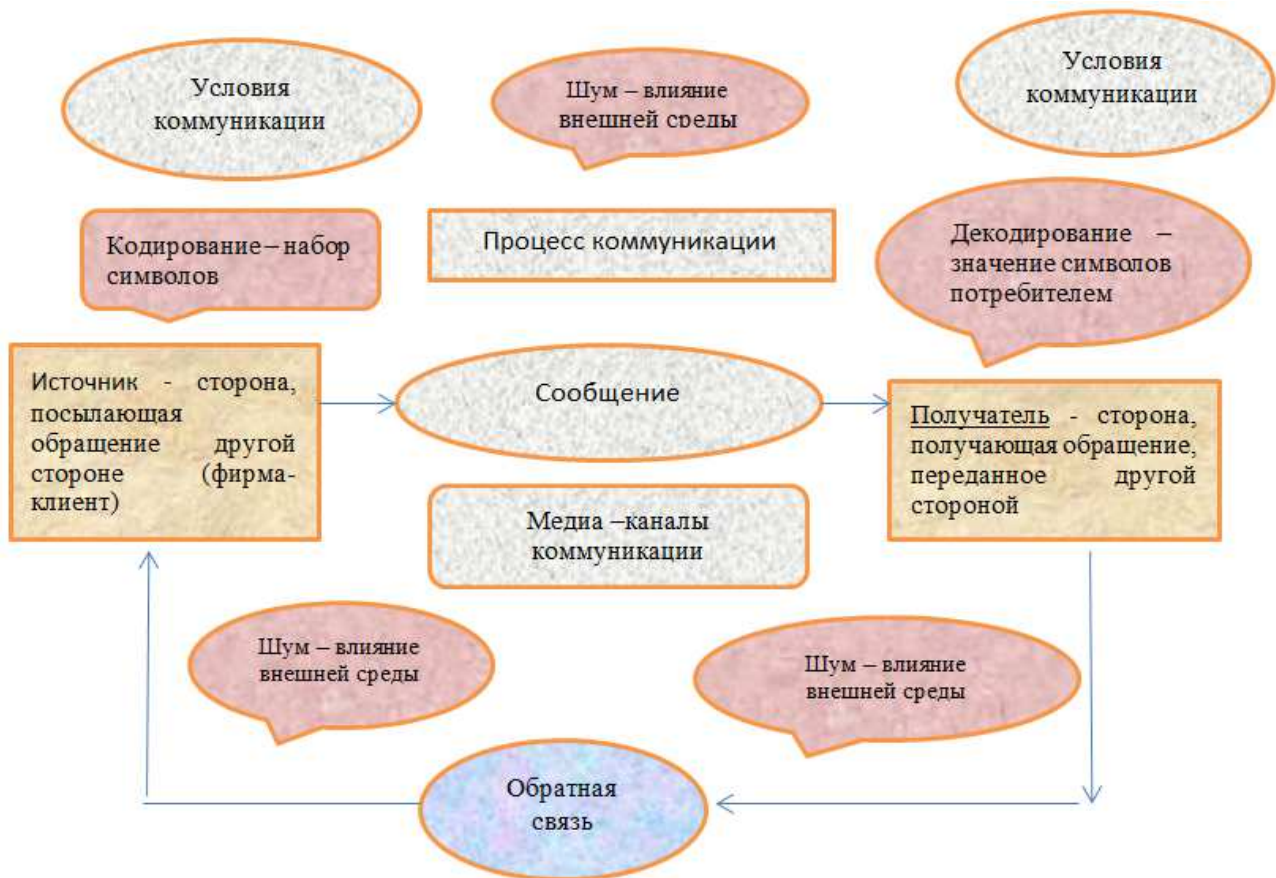 Условия
коммуникации
Шум – влияние
внешней среды
Условия
коммуникации
Кодирование – набор
символов
Процесс коммуникации
Декодирование –
значение символов
потребителем
Источник - сторона,
посылающая
обращение другой
стороне (фирма-
клиент)
Сообщение
Получатель - сторона,
получающая обращение,
переданное другой
стороной
Медиа –каналы
коммуникации
Шум – влияние
внешней среды
Шум – влияние
внешней среды
Обратная
связь